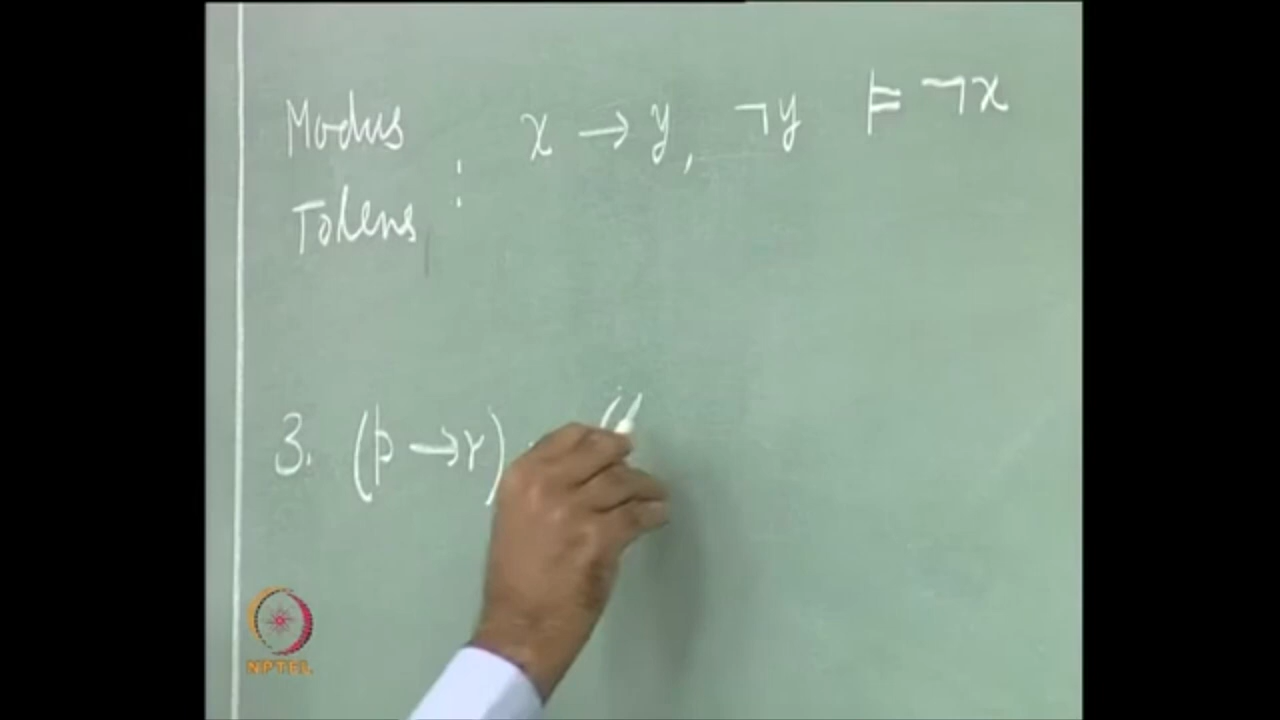 Modus
Tolens : x → y, ¬y ⊨ ¬x
3. (p → r) (
NPTEL